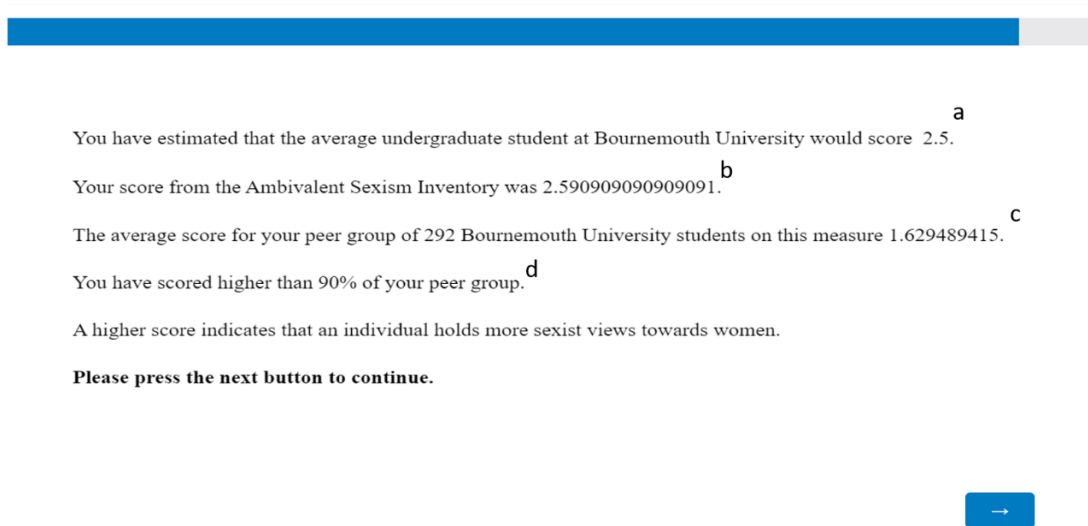 a
You have estimated that the average undergraduate student at Bournemouth University would score 2.5.
b
Your score from the Ambivalent Sexism Inventory was 2.590909090909091.
c
The average score for your peer group of 292 Bournemouth University students on this measure 1.629489415.
d
You have scored higher than 90% of your peer group.
A higher score indicates that an individual holds more sexist views towards women.
Please press the next button to continue.
→